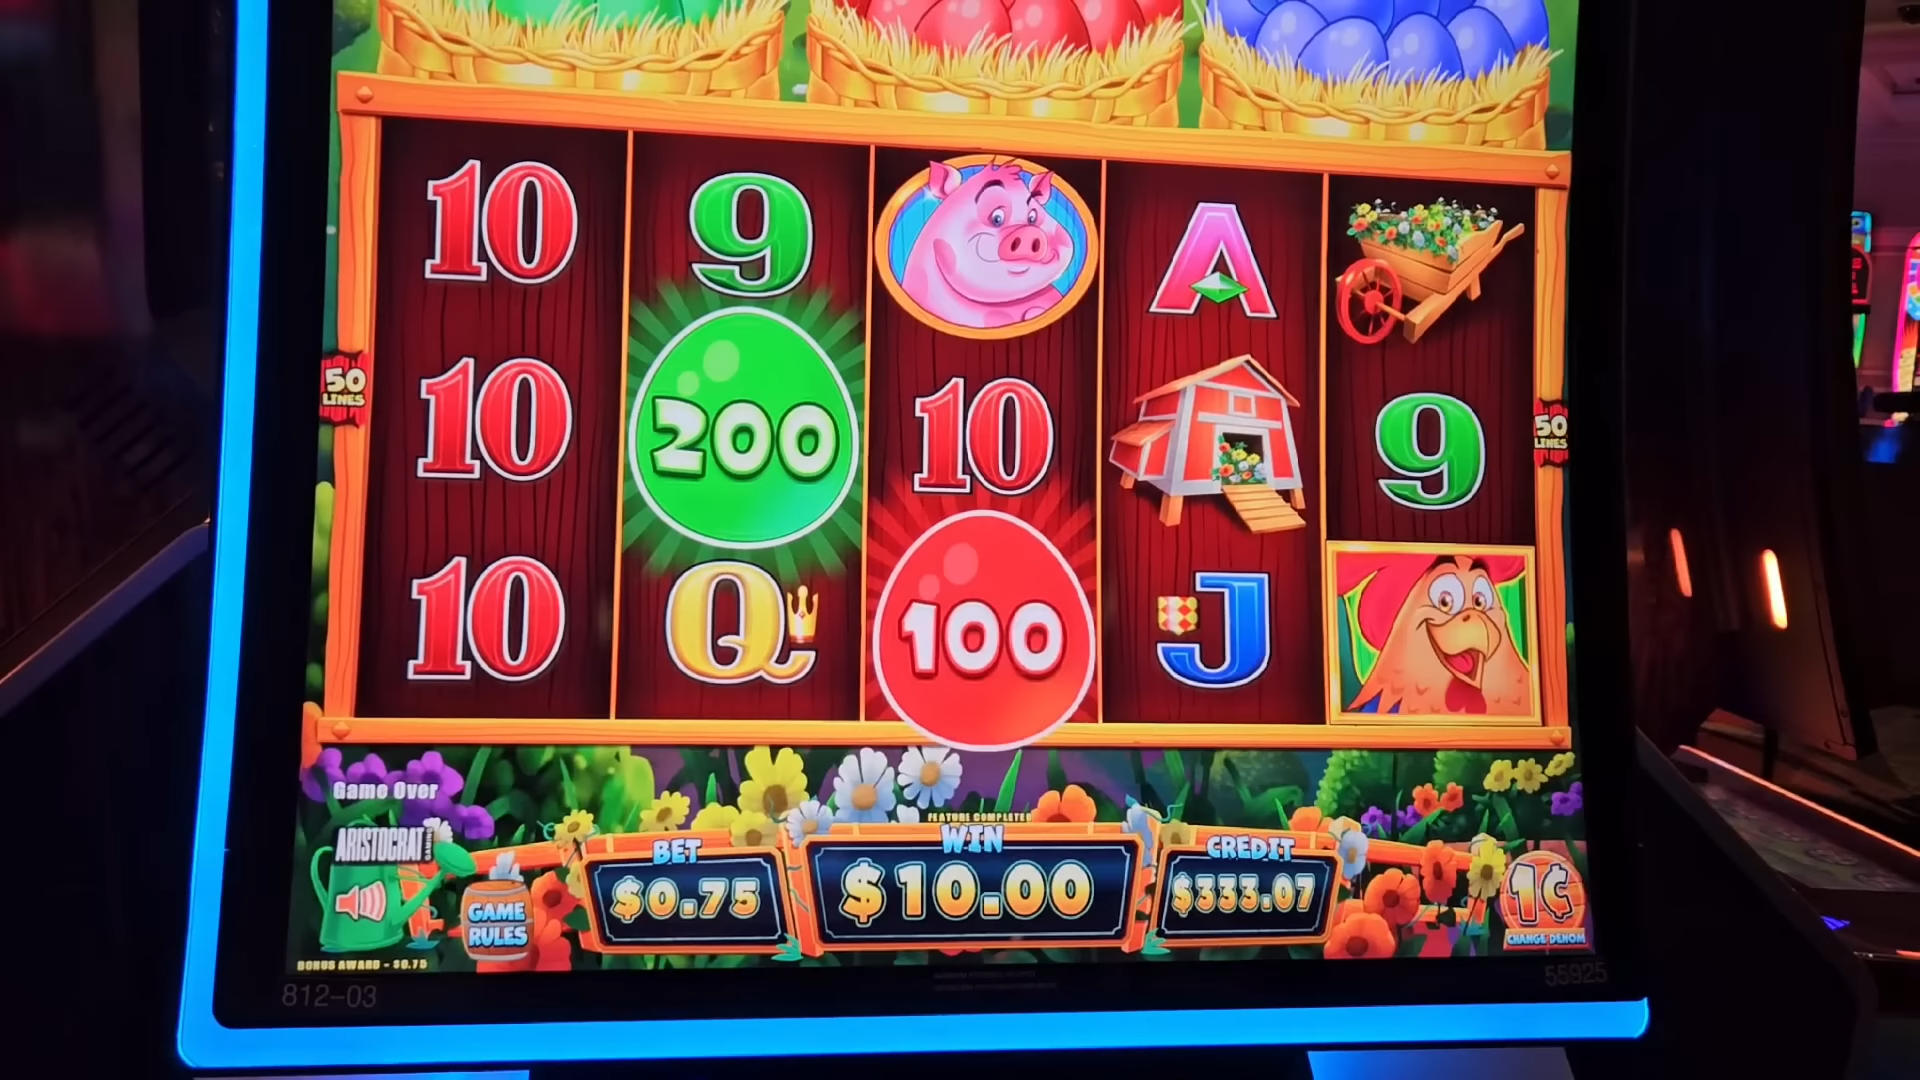 10 9 A
50 LINES
10 200 10 9
50 LINES
10 Q 100 J
Game Over
ARISTOCRAT
GAMING
FEATURE COMPLETED
BET WIN CREDIT
$0.75 $10.00 $333.07
1¢
CHANGE DENOM
GAME RULES
BONUS AWARD - $0.75
812-03 55925